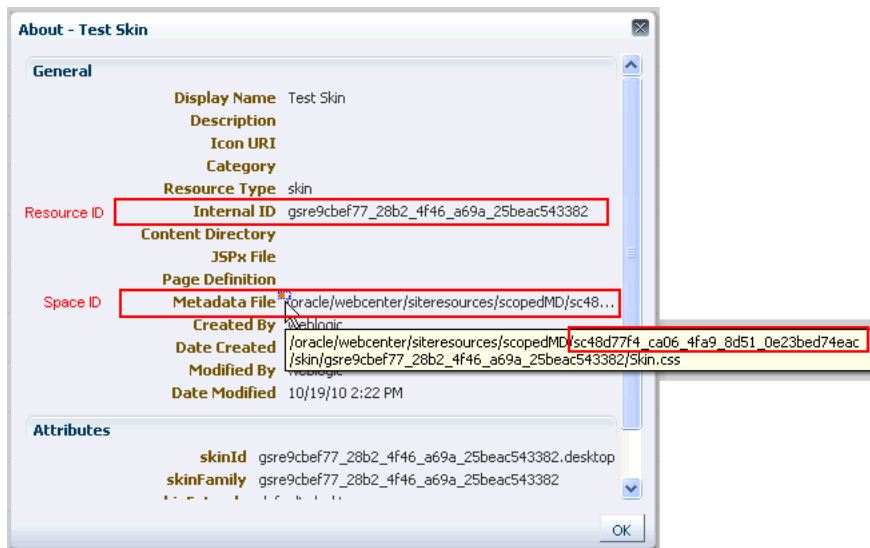 About - Test Skin
General
Display Name Test Skin
Description
Icon URI
Category
Resource Type skin
Resource ID Internal ID gsre9cbef77_28b2_4f46_a69a_25beac543382
Content Directory
JSPx File
Page Definition
Space ID Metadata File /oracle/webcenter/siteresources/scopedMD/sc48...
Created By
/oracle/webcenter/siteresources/scopedMD/sc48d77f4_ca06_4fa9_8d51_0e23bed74eac
/skin/gsre9cbef77_28b2_4f46_a69a_25beac543382/Skin.css
Date Created
Modified By
Date Modified 10/19/10 2:22 PM
Attributes
skinId gsre9cbef77_28b2_4f46_a69a_25beac543382.desktop
skinFamily gsre9cbef77_28b2_4f46_a69a_25beac543382
OK